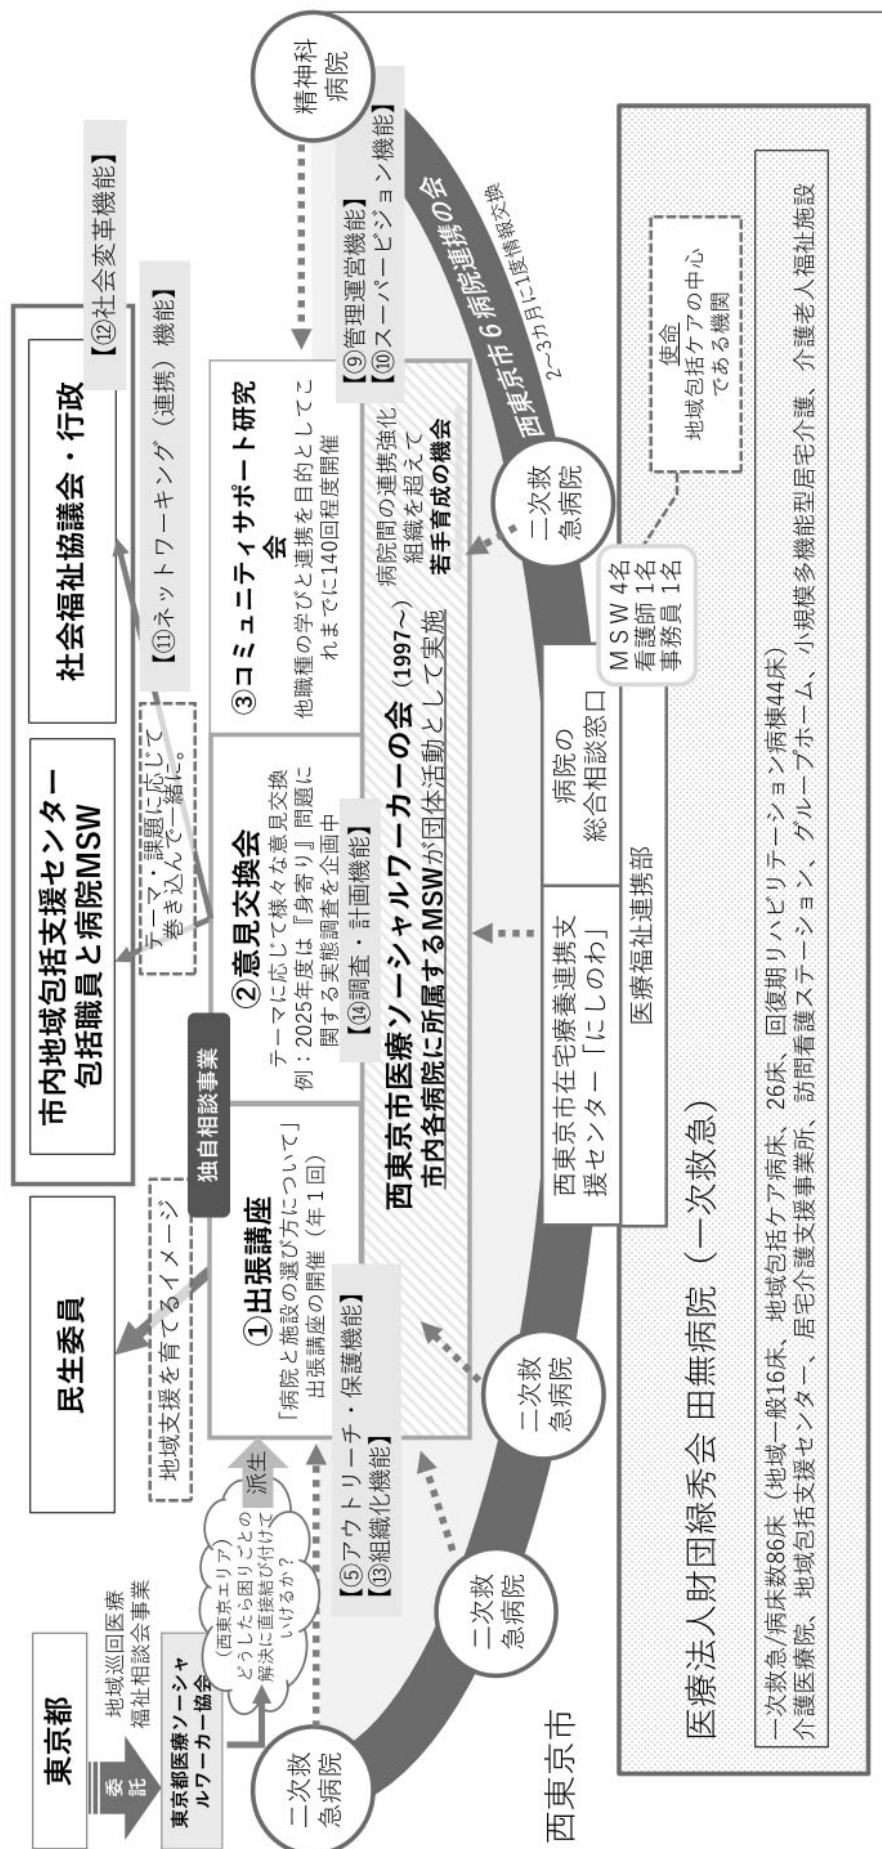 東京都
委託
地域巡回医療
福祉相談会事業
東京都医療ソーシャ
ルワーカー協会
(西東京エリア)
どうしたら困りごとの
解決に直接結び付けて
いけるか?
派生
民生委員
地域支援を育てるイメージ
市内地域包括支援センター
包括職員と病院MSW
社会福祉協議会・行政
【⑫社会変革機能】
テーマ・課題に応じて
巻き込んで一緒に。
【⑪ネットワーキング(連携)機能】
独自相談事業
①出張講座
「病院と施設の選び方について」
出張講座の開催(年1回)
【⑤アウトリーチ・保護機能】
【⑬組織化機能】
②意見交換会
テーマに応じて様々な意見交換
例:2025年度は『身寄り』問題に
関する実態調査を企画中
【⑭調査・計画機能】
③コミュニティサポート研究
会
他職種の学びと連携を目的としてこ
れまでに140回程度開催
西東京市医療ソーシャルワーカーの会(1997~)
市内各病院に所属するMSWが団体活動として実施
病院間の連携強化
組織を超えて
若手育成の機会
【⑨管理運営機能】
【⑩スーパービジョン機能】
精神科
病院
西東京市6病院連携の会
2~3カ月に1度情報交換
二次救
急病院
二次救
急病院
二次救
急病院
二次救
急病院
西東京市
西東京市在宅療養連携支
援センター「にしのわ」
病院の
総合相談窓口
医療福祉連携部
MSW 4名
看護師 1名
事務員 1名
使命
地域包括ケアの中心
である機関
医療法人財団緑秀会 田無病院(一次救急)
一次救急/病床数86床(地域一般16床、地域包括ケア病床、26床、回復期リハビリテーション病棟44床)
介護医療院、地域包括支援センター、居宅介護支援事業所、訪問看護ステーション、グループホーム、小規模多機能型居宅介護、介護老人福祉施設